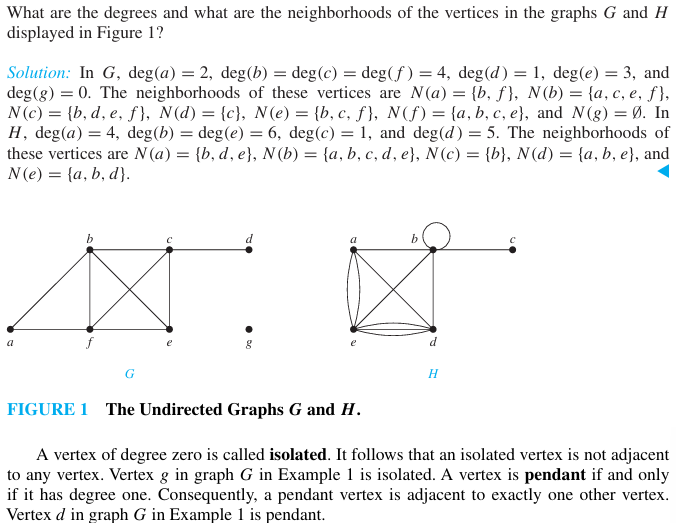 What are the degrees and what are the neighborhoods of the vertices in the graphs G and H
displayed in Figure 1?
Solution: In G, deg(a) = 2, deg(b) = deg(c) = deg(f) = 4, deg(d) = 1, deg(e) = 3, and
deg(g) = 0. The neighborhoods of these vertices are N(a) = {b, f}, N(b) = {a, c, e, f},
N(c) = {b, d, e, f}, N(d) = {c}, N(e) = {b, c, f}, N(f) = {a, b, c, e}, and N(g) = ∅. In
H, deg(a) = 4, deg(b) = deg(e) = 6, deg(c) = 1, and deg(d) = 5. The neighborhoods of
these vertices are N(a) = {b, d, e}, N(b) = {a, b, c, d, e}, N(c) = {b}, N(d) = {a, b, e}, and
N(e) = {a, b, d}.
b c d a b c
a f e g e d
G H
FIGURE 1 The Undirected Graphs G and H.
A vertex of degree zero is called isolated. It follows that an isolated vertex is not adjacent
to any vertex. Vertex g in graph G in Example 1 is isolated. A vertex is pendant if and only
if it has degree one. Consequently, a pendant vertex is adjacent to exactly one other vertex.
Vertex d in graph G in Example 1 is pendant.